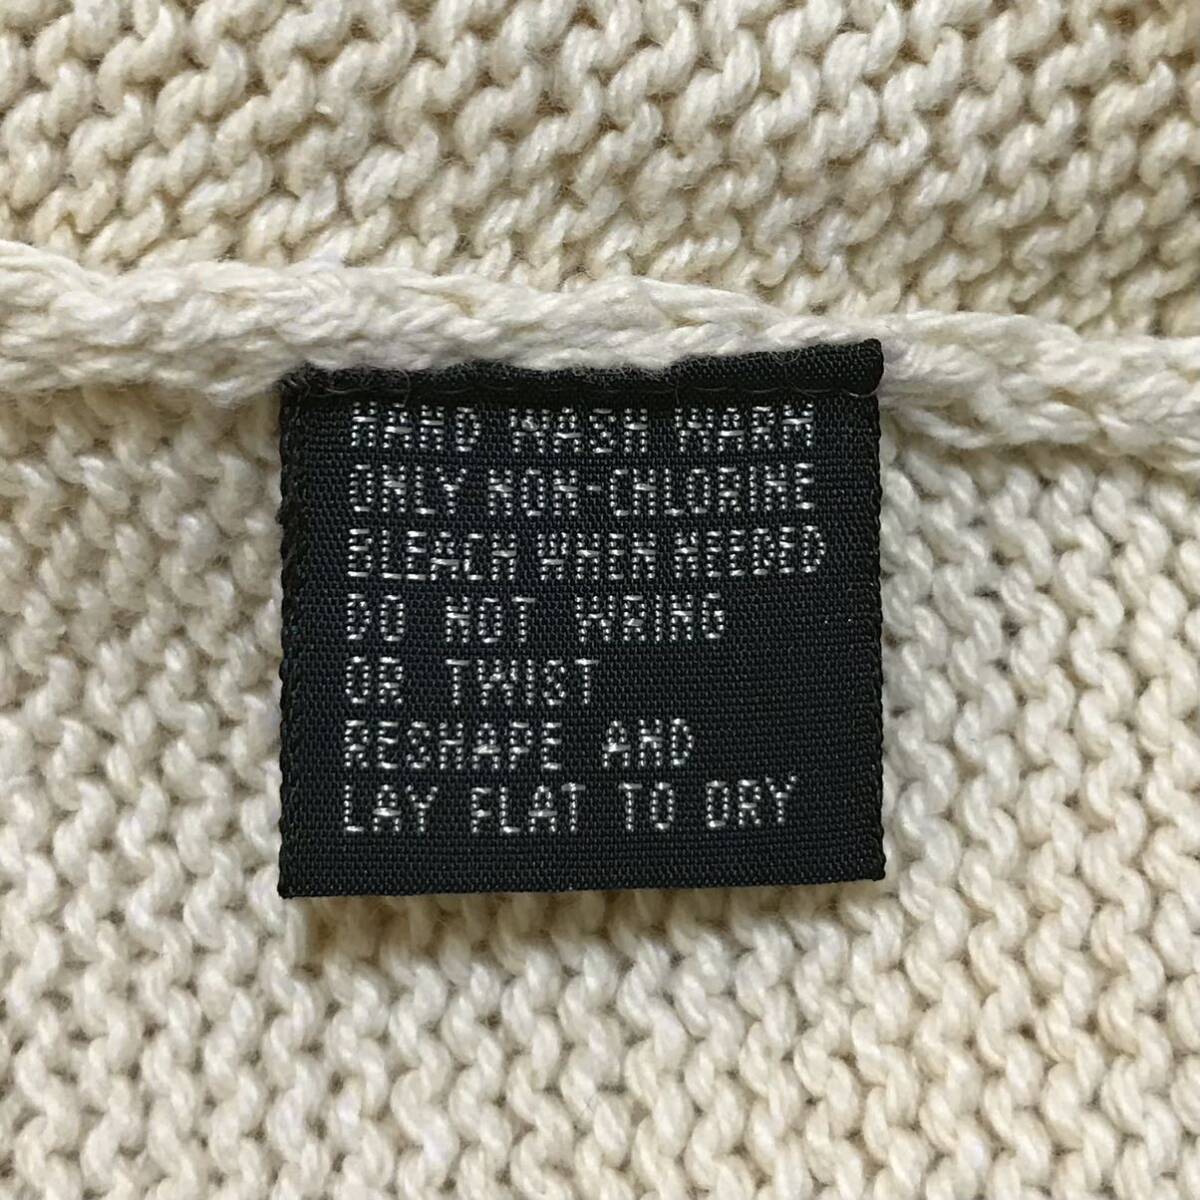 HAND WASH WARM
ONLY NON-CHLORINE
BLEACH WHEN NEEDED
DO NOT WRING
OR TWIST
RESHAPE AND
LAY FLAT TO DRY